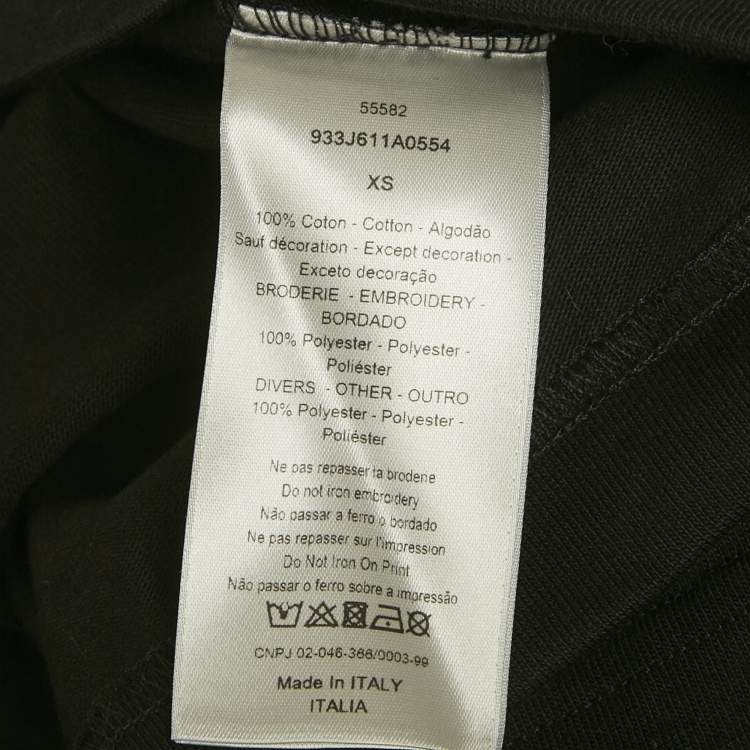 55582
933J611A0554
XS
100% Coton - Cotton - Algodão
Sauf décoration - Except decoration -
Exceto decoração
BRODERIE - EMBROIDERY -
BORDADO
100% Polyester - Polyester -
Poliéster
DIVERS - OTHER - OUTRO
100% Polyester - Polyester -
Poliéster
Ne pas repasser la broderie
Do not iron embroidery
Não passar a ferro o bordado
Ne pas repasser sur l'impression
Do Not Iron On Print
Não passar o ferro sobre a impressão
CNPJ 02-046-366/0003-99
Made In ITALY
ITALIA